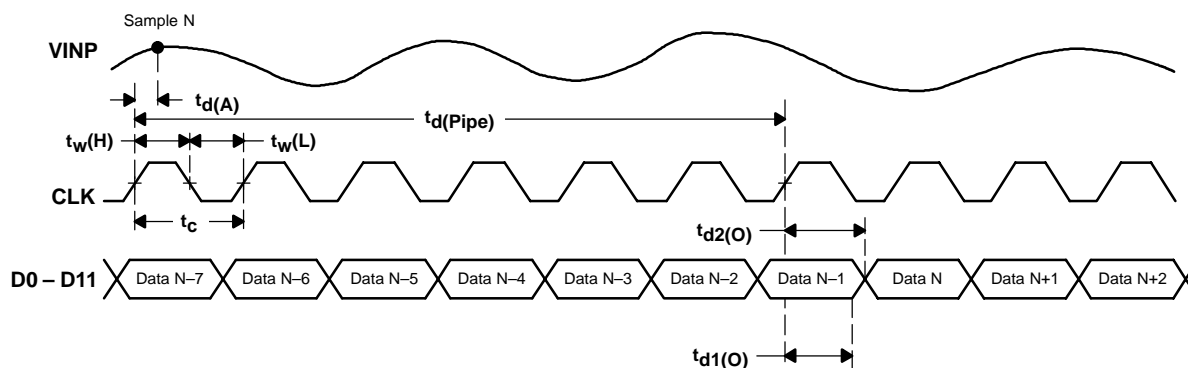 Sample N
VINP
td(A)
td(Pipe)
tw(H) tw(L)
CLK
tc
td2(O)
D0 – D11 Data N–7 Data N–6 Data N–5 Data N–4 Data N–3 Data N–2 Data N–1 Data N Data N+1 Data N+2
td1(O)